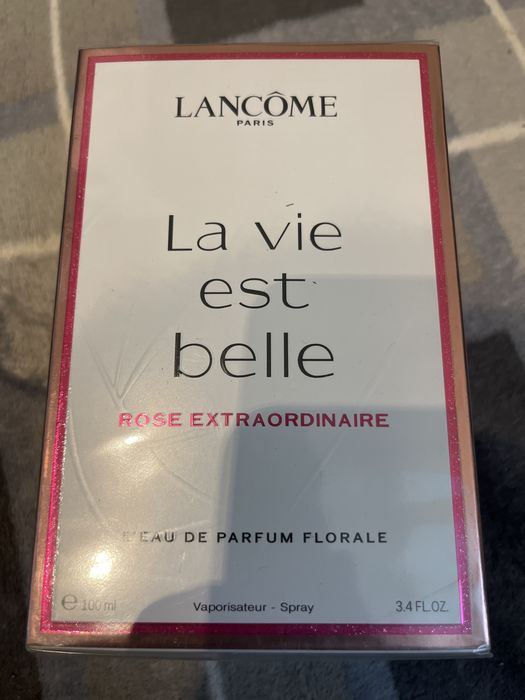 LANCÔME
PARIS
La vie
est
belle
ROSE EXTRAORDINAIRE
L'EAU DE PARFUM FLORALE
℮ 100 ml
Vaporisateur - Spray
3.4 FL.OZ.